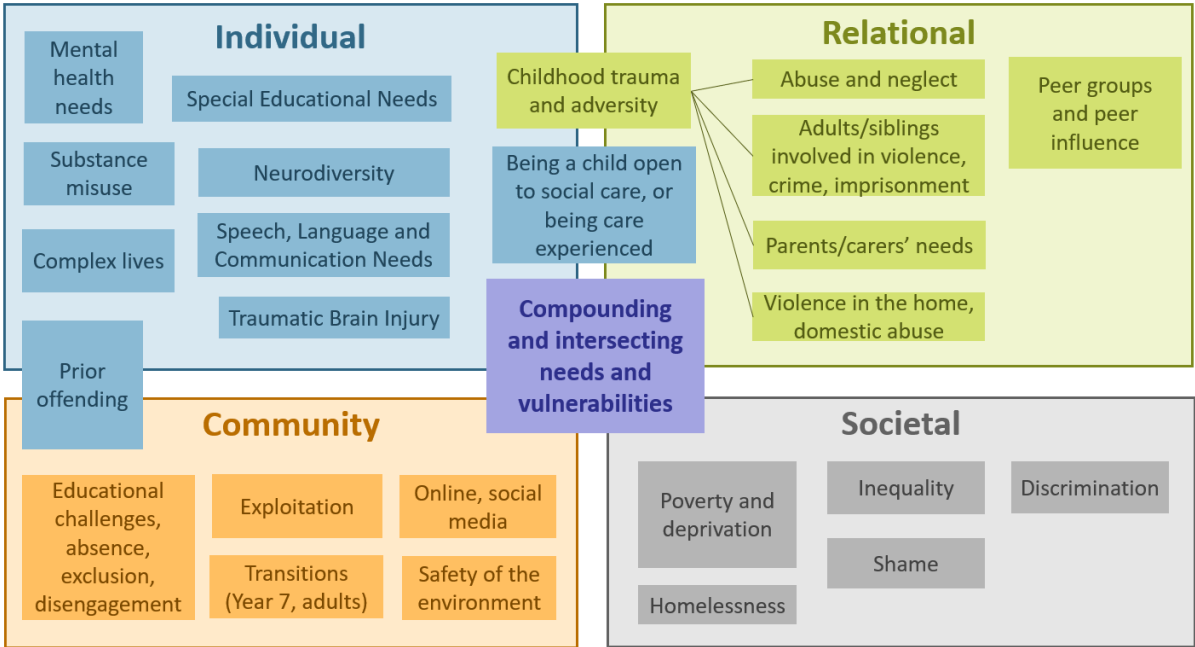 Individual
Mental
health
needs
Special Educational Needs
Substance
misuse
Neurodiversity
Complex lives
Speech, Language and
Communication Needs
Traumatic Brain Injury
Prior
offending
Childhood trauma
and adversity
Being a child open
to social care, or
being care
experienced
Compounding
and intersecting
needs and
vulnerabilities
Relational
Abuse and neglect
Adults/siblings
involved in violence,
crime, imprisonment
Parents/carers’ needs
Violence in the home,
domestic abuse
Peer groups
and peer
influence
Community
Educational
challenges,
absence,
exclusion,
disengagement
Exploitation
Transitions
(Year 7, adults)
Online, social
media
Safety of the
environment
Societal
Poverty and
deprivation
Homelessness
Inequality
Shame
Discrimination